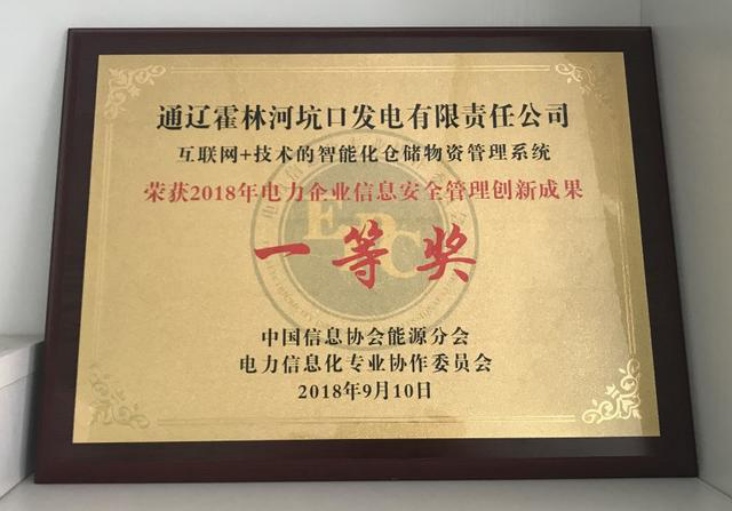 通辽霍林河坑口发电有限责任公司
互联网+技术的智能化仓储物资管理系统
荣获2018年电力企业信息安全管理创新成果
一等奖
EPC
中国信息协会能源分会
电力信息化专业协作委员会
2018年9月10日